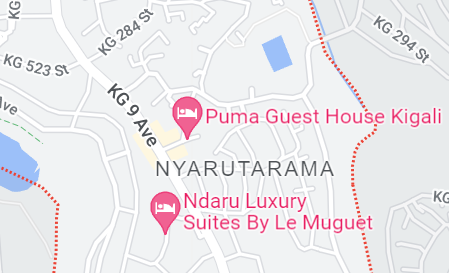 KG 284 St
KG 294 St
KG 523 St
KG 9 Ave
Ave
Puma Guest House Kigali
NYARUTARAMA
Ndaru Luxury
Suites By Le Muguet